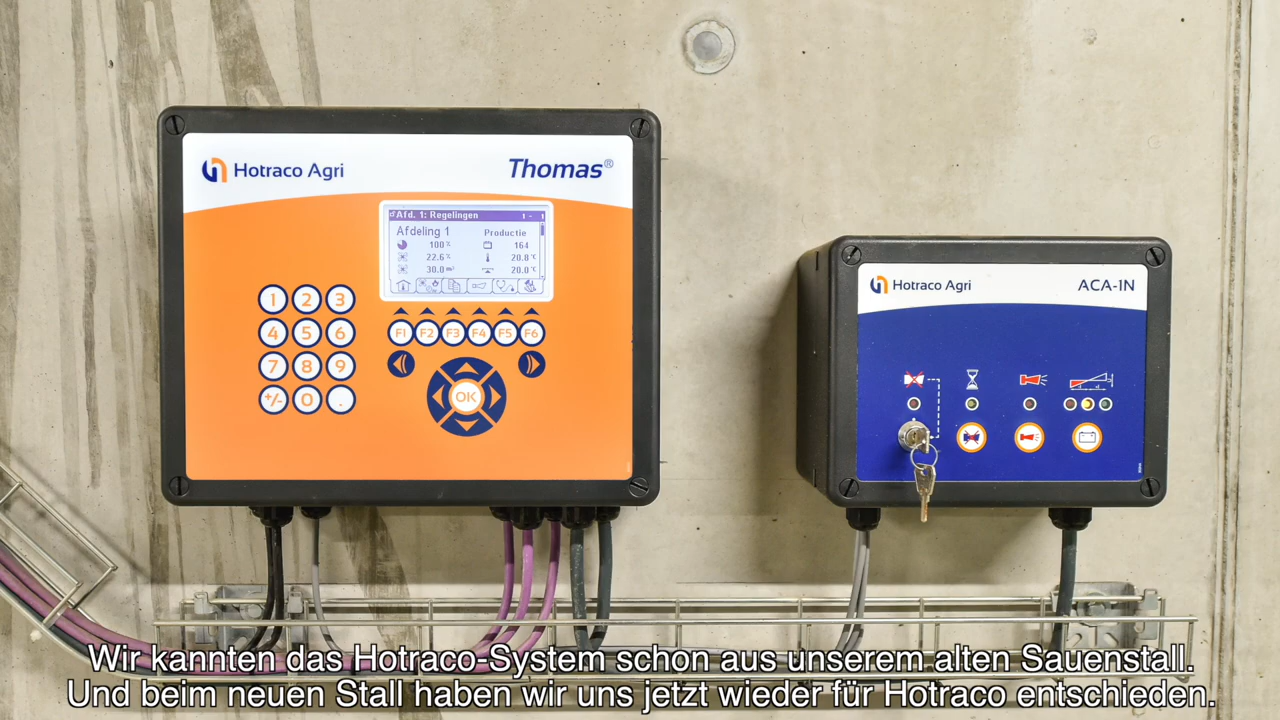 Hotraco Agri
Thomas®
Afd. 1: Regelingen 1 - 1
Afdeling 1 Productie
100 % 164
22.6 % 20.8 °C
30.0 m² 20.0 °C
1 2 3
4 5 6
7 8 9
+/- 0 .
F1 F2 F3 F4 F5 F6
OK
Hotraco Agri
ACA-IN
Wir kannten das Hotraco-System schon aus unserem alten Sauenstall.
Und beim neuen Stall haben wir uns jetzt wieder für Hotraco entschieden.